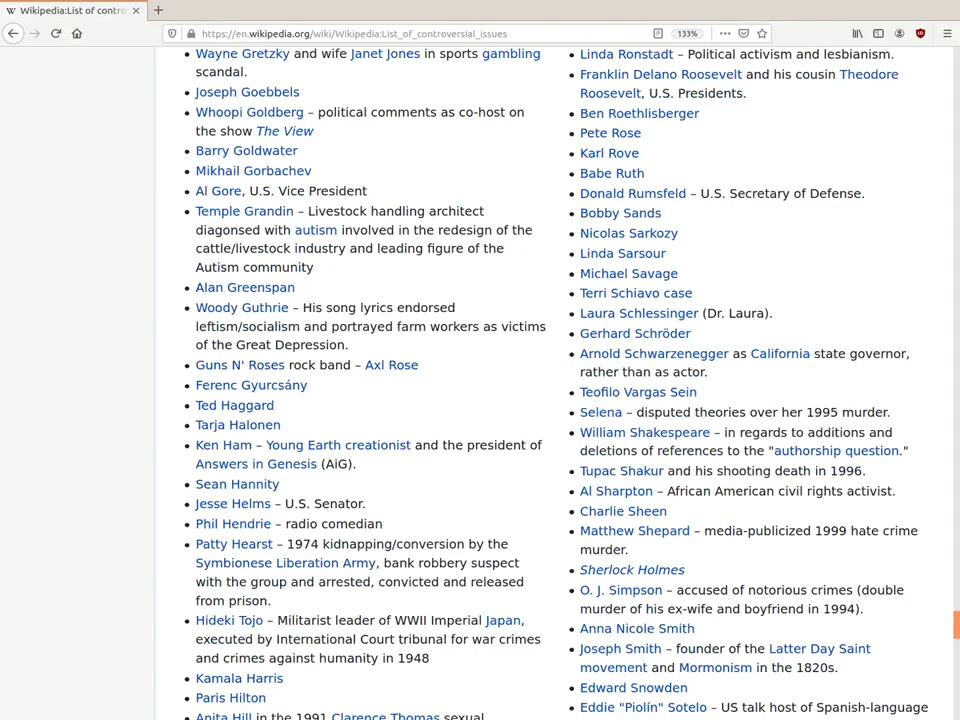 Wikipedia:List of contro
https://en.wikipedia.org/wiki/Wikipedia:List_of_controversial_issues
133%
Wayne Gretzky and wife Janet Jones in sports gambling
scandal.
Joseph Goebbels
Whoopi Goldberg – political comments as co-host on
the show The View
Barry Goldwater
Mikhail Gorbachev
Al Gore, U.S. Vice President
Temple Grandin – Livestock handling architect
diagonsed with autism involved in the redesign of the
cattle/livestock industry and leading figure of the
Autism community
Alan Greenspan
Woody Guthrie – His song lyrics endorsed
leftism/socialism and portrayed farm workers as victims
of the Great Depression.
Guns N' Roses rock band – Axl Rose
Ferenc Gyurcsány
Ted Haggard
Tarja Halonen
Ken Ham – Young Earth creationist and the president of
Answers in Genesis (AiG).
Sean Hannity
Jesse Helms – U.S. Senator.
Phil Hendrie – radio comedian
Patty Hearst – 1974 kidnapping/conversion by the
Symbionese Liberation Army, bank robbery suspect
with the group and arrested, convicted and released
from prison.
Hideki Tojo – Militarist leader of WWII Imperial Japan,
executed by International Court tribunal for war crimes
and crimes against humanity in 1948
Kamala Harris
Paris Hilton
Anita Hill in the 1991 Clarence Thomas sexual
Linda Ronstadt – Political activism and lesbianism.
Franklin Delano Roosevelt and his cousin Theodore
Roosevelt, U.S. Presidents.
Ben Roethlisberger
Pete Rose
Karl Rove
Babe Ruth
Donald Rumsfeld – U.S. Secretary of Defense.
Bobby Sands
Nicolas Sarkozy
Linda Sarsour
Michael Savage
Terri Schiavo case
Laura Schlessinger (Dr. Laura).
Gerhard Schröder
Arnold Schwarzenegger as California state governor,
rather than as actor.
Teofilo Vargas Sein
Selena – disputed theories over her 1995 murder.
William Shakespeare – in regards to additions and
deletions of references to the "authorship question."
Tupac Shakur and his shooting death in 1996.
Al Sharpton – African American civil rights activist.
Charlie Sheen
Matthew Shepard – media-publicized 1999 hate crime
murder.
Sherlock Holmes
O. J. Simpson – accused of notorious crimes (double
murder of his ex-wife and boyfriend in 1994).
Anna Nicole Smith
Joseph Smith – founder of the Latter Day Saint
movement and Mormonism in the 1820s.
Edward Snowden
Eddie "Piolín" Sotelo – US talk host of Spanish-language